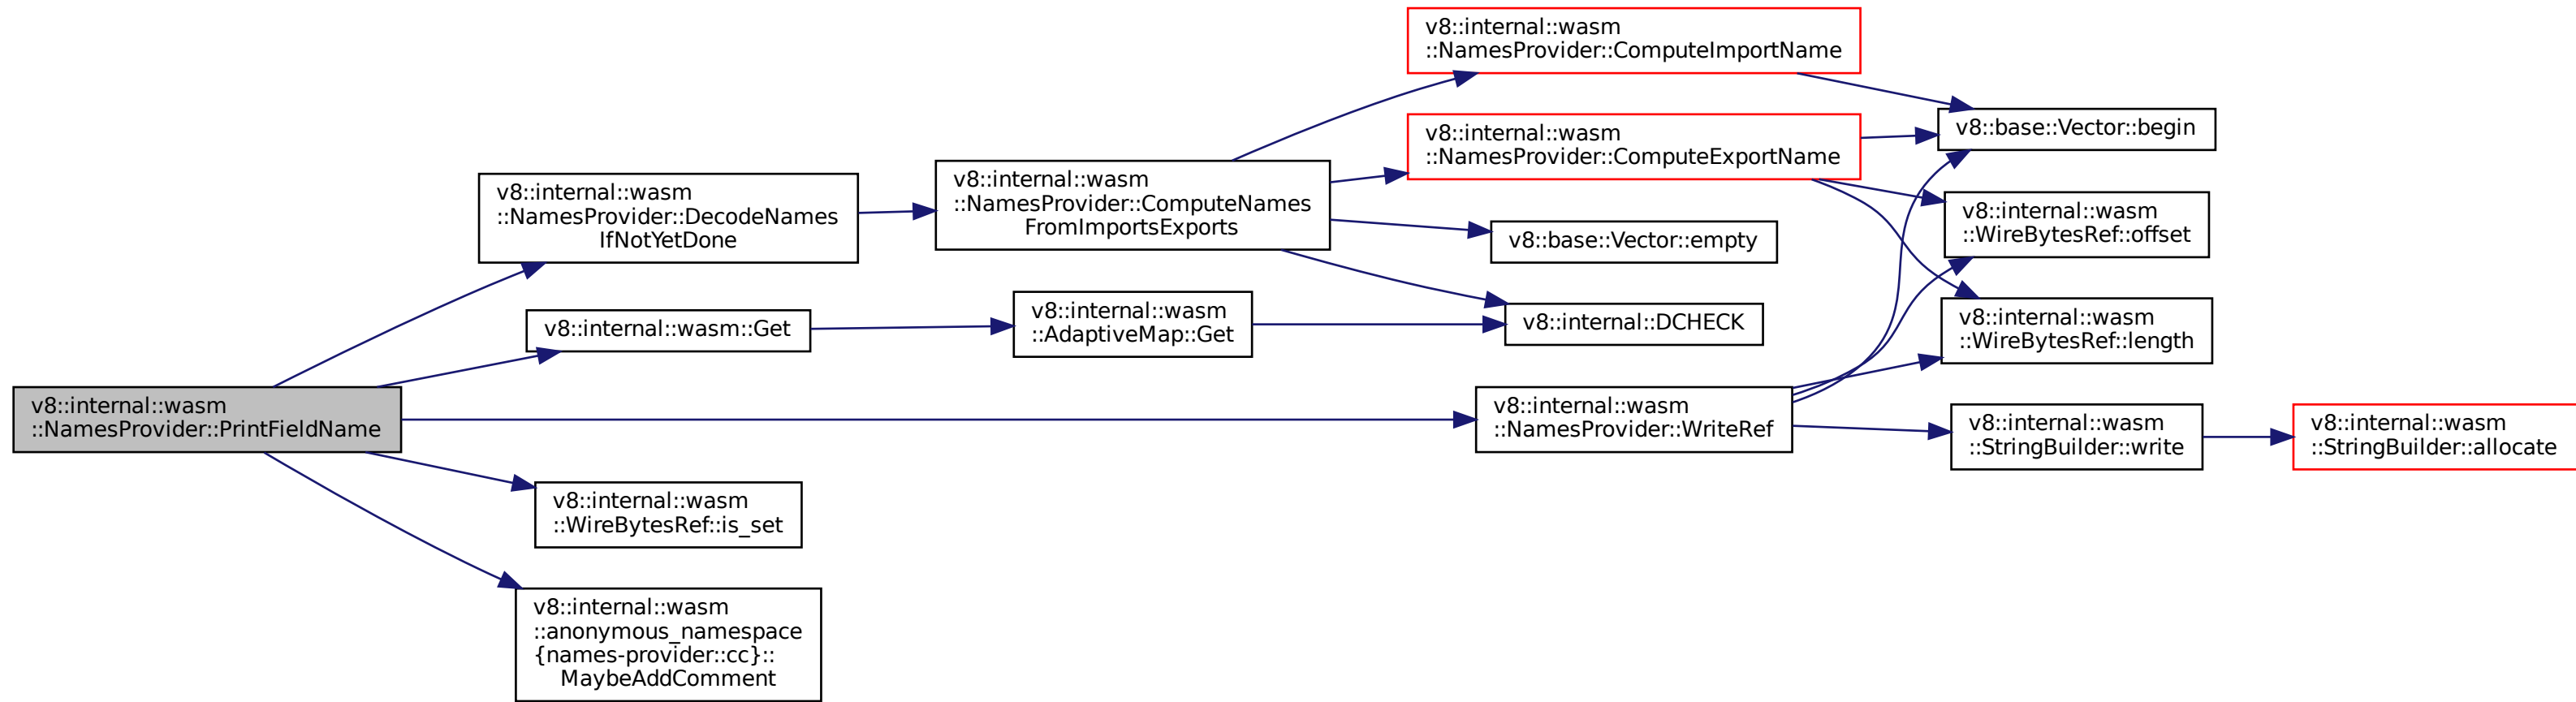 v8::internal::wasm
::NamesProvider::PrintFieldName
v8::internal::wasm
::NamesProvider::DecodeNames
IfNotYetDone
v8::internal::wasm
::NamesProvider::ComputeNames
FromImportsExports
v8::internal::wasm
::NamesProvider::ComputeImportName
v8::base::Vector::begin
v8::internal::wasm
::NamesProvider::ComputeExportName
v8::internal::wasm
::WireBytesRef::offset
v8::internal::wasm
::WireBytesRef::length
v8::base::Vector::empty
v8::internal::DCHECK
v8::internal::wasm::Get
v8::internal::wasm
::AdaptiveMap::Get
v8::internal::wasm
::NamesProvider::WriteRef
v8::internal::wasm
::StringBuilder::write
v8::internal::wasm
::StringBuilder::allocate
v8::internal::wasm
::WireBytesRef::is_set
v8::internal::wasm
::anonymous_namespace
{names-provider::cc}::
MaybeAddComment